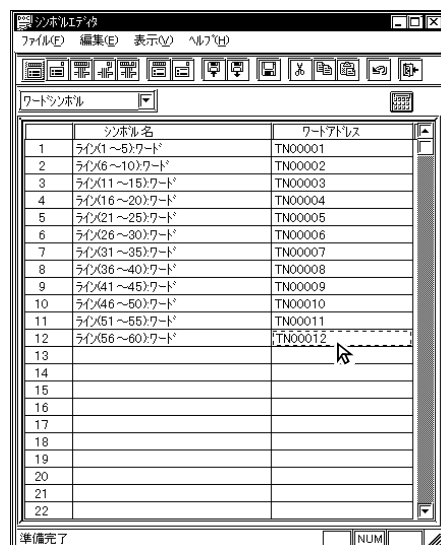 シンボルエディタ
ファイル(F) 編集(E) 表示(V) ヘルプ(H)
ワードシンボル
シンボル名 ワードアドレス
1 ライン(1～5):ワード TN00001
2 ライン(6～10):ワード TN00002
3 ライン(11～15):ワード TN00003
4 ライン(16～20):ワード TN00004
5 ライン(21～25):ワード TN00005
6 ライン(26～30):ワード TN00006
7 ライン(31～35):ワード TN00007
8 ライン(36～40):ワード TN00008
9 ライン(41～45):ワード TN00009
10 ライン(46～50):ワード TN00010
11 ライン(51～55):ワード TN00011
12 ライン(56～60):ワード TN00012
13
14
15
16
17
18
19
20
21
22
準備完了 NUM